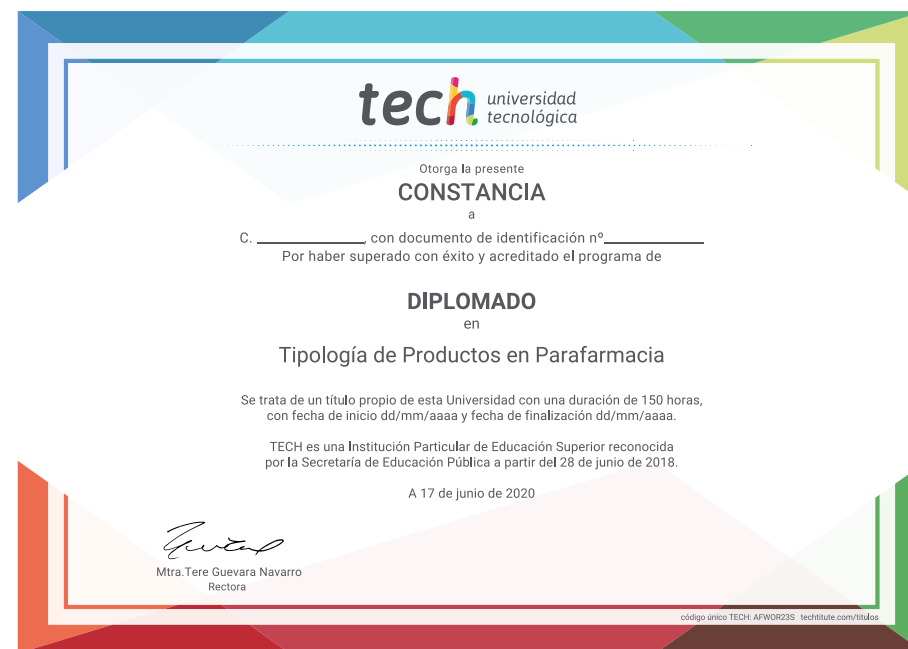 tech universidad
tecnológica
Otorga la presente
CONSTANCIA
a
C. ______________, con documento de identificación nº______________
Por haber superado con éxito y acreditado el programa de
DIPLOMADO
en
Tipología de Productos en Parafarmacia
Se trata de un título propio de esta Universidad con una duración de 150 horas,
con fecha de inicio dd/mm/aaaa y fecha de finalización dd/mm/aaaa.
TECH es una Institución Particular de Educación Superior reconocida
por la Secretaría de Educación Pública a partir del 28 de junio de 2018.
A 17 de junio de 2020
Mtra.Tere Guevara Navarro
Rectora
código único TECH: AFWOR23S techtitute.com/titulos